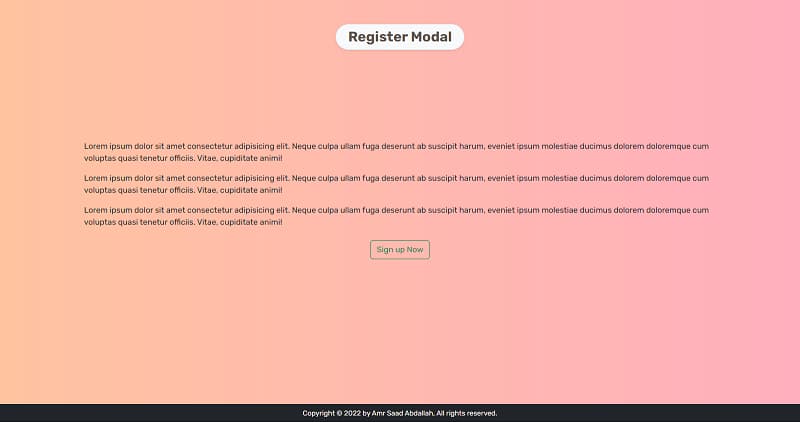 Register Modal
Lorem ipsum dolor sit amet consectetur adipisicing elit. Neque culpa ullam fuga deserunt ab suscipit harum, eveniet ipsum molestiae ducimus dolorem doloremque cum
voluptas quasi tenetur officiis. Vitae, cupiditate animi!
Lorem ipsum dolor sit amet consectetur adipisicing elit. Neque culpa ullam fuga deserunt ab suscipit harum, eveniet ipsum molestiae ducimus dolorem doloremque cum
voluptas quasi tenetur officiis. Vitae, cupiditate animi!
Lorem ipsum dolor sit amet consectetur adipisicing elit. Neque culpa ullam fuga deserunt ab suscipit harum, eveniet ipsum molestiae ducimus dolorem doloremque cum
voluptas quasi tenetur officiis. Vitae, cupiditate animi!
Sign up Now
Copyright © 2022 by Amr Saad Abdallah. All rights reserved.